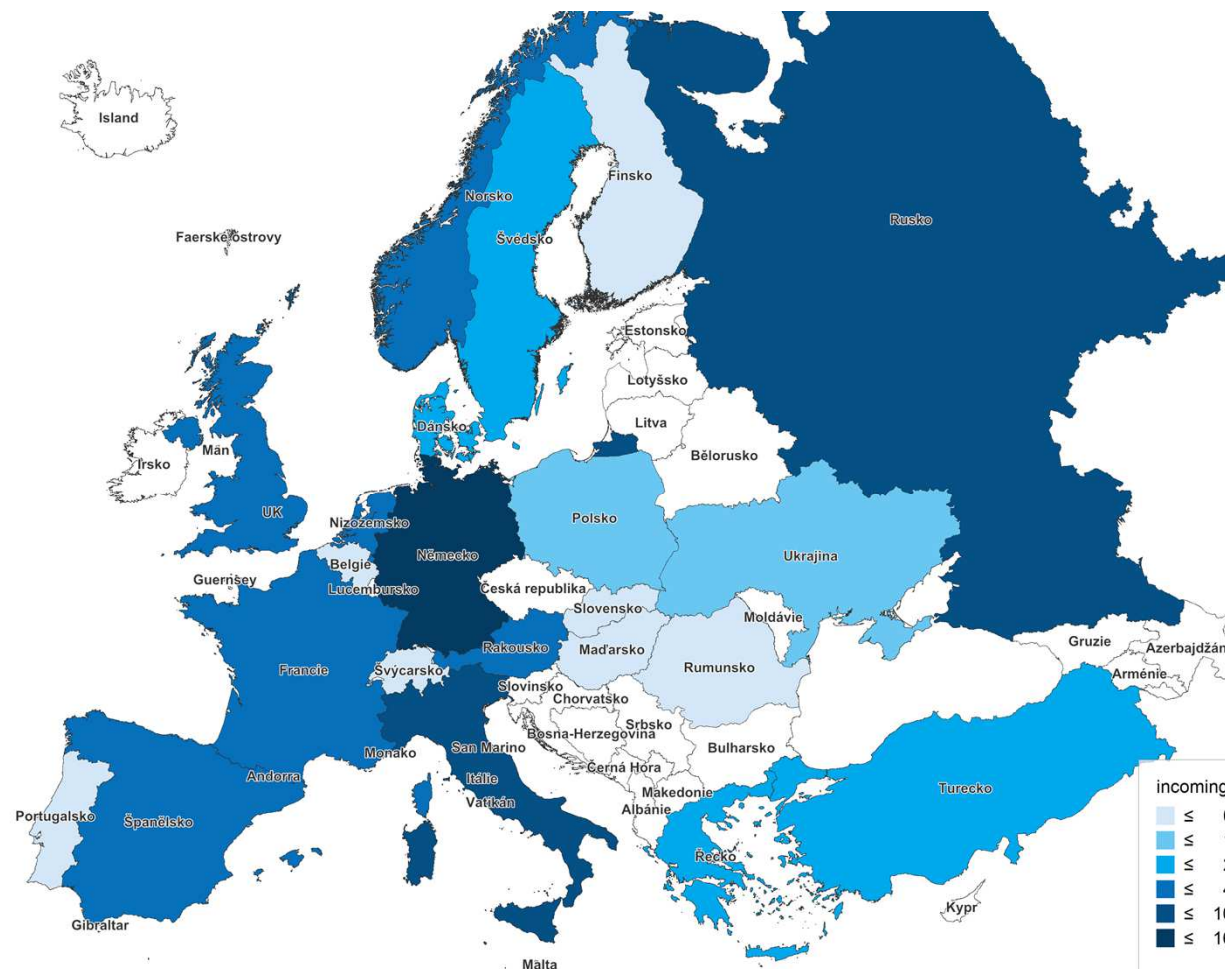 Island
Finsko
Norsko
Rusko
Faerské ostrovy
Švédsko
Estonsko
Lotyšsko
Dánsko
Litva
Män
Irsko
Bělorusko
UK
Nizozemsko
Polsko
Německo
Ukrajina
Belgie
Guernsey
Lucembursko
Česká republika
Slovensko
Moldávie
Gruzie
Rakousko
Maďarsko
Azerbajdžán
Francie
Švýcarsko
Rumunsko
Arménie
Slovinsko
Chorvatsko
Srbsko
Bosna-Herzegovina
Monako
San Marino
Bulharsko
Černá Hora
Andorra
Itálie
Makedonie
Turecko
Vatikán
Albánie
Portugalsko
Španělsko
Řecko
Kypr
Gibraltar
Malta
incoming
≤
≤
≤
≤
≤ 10
≤ 16